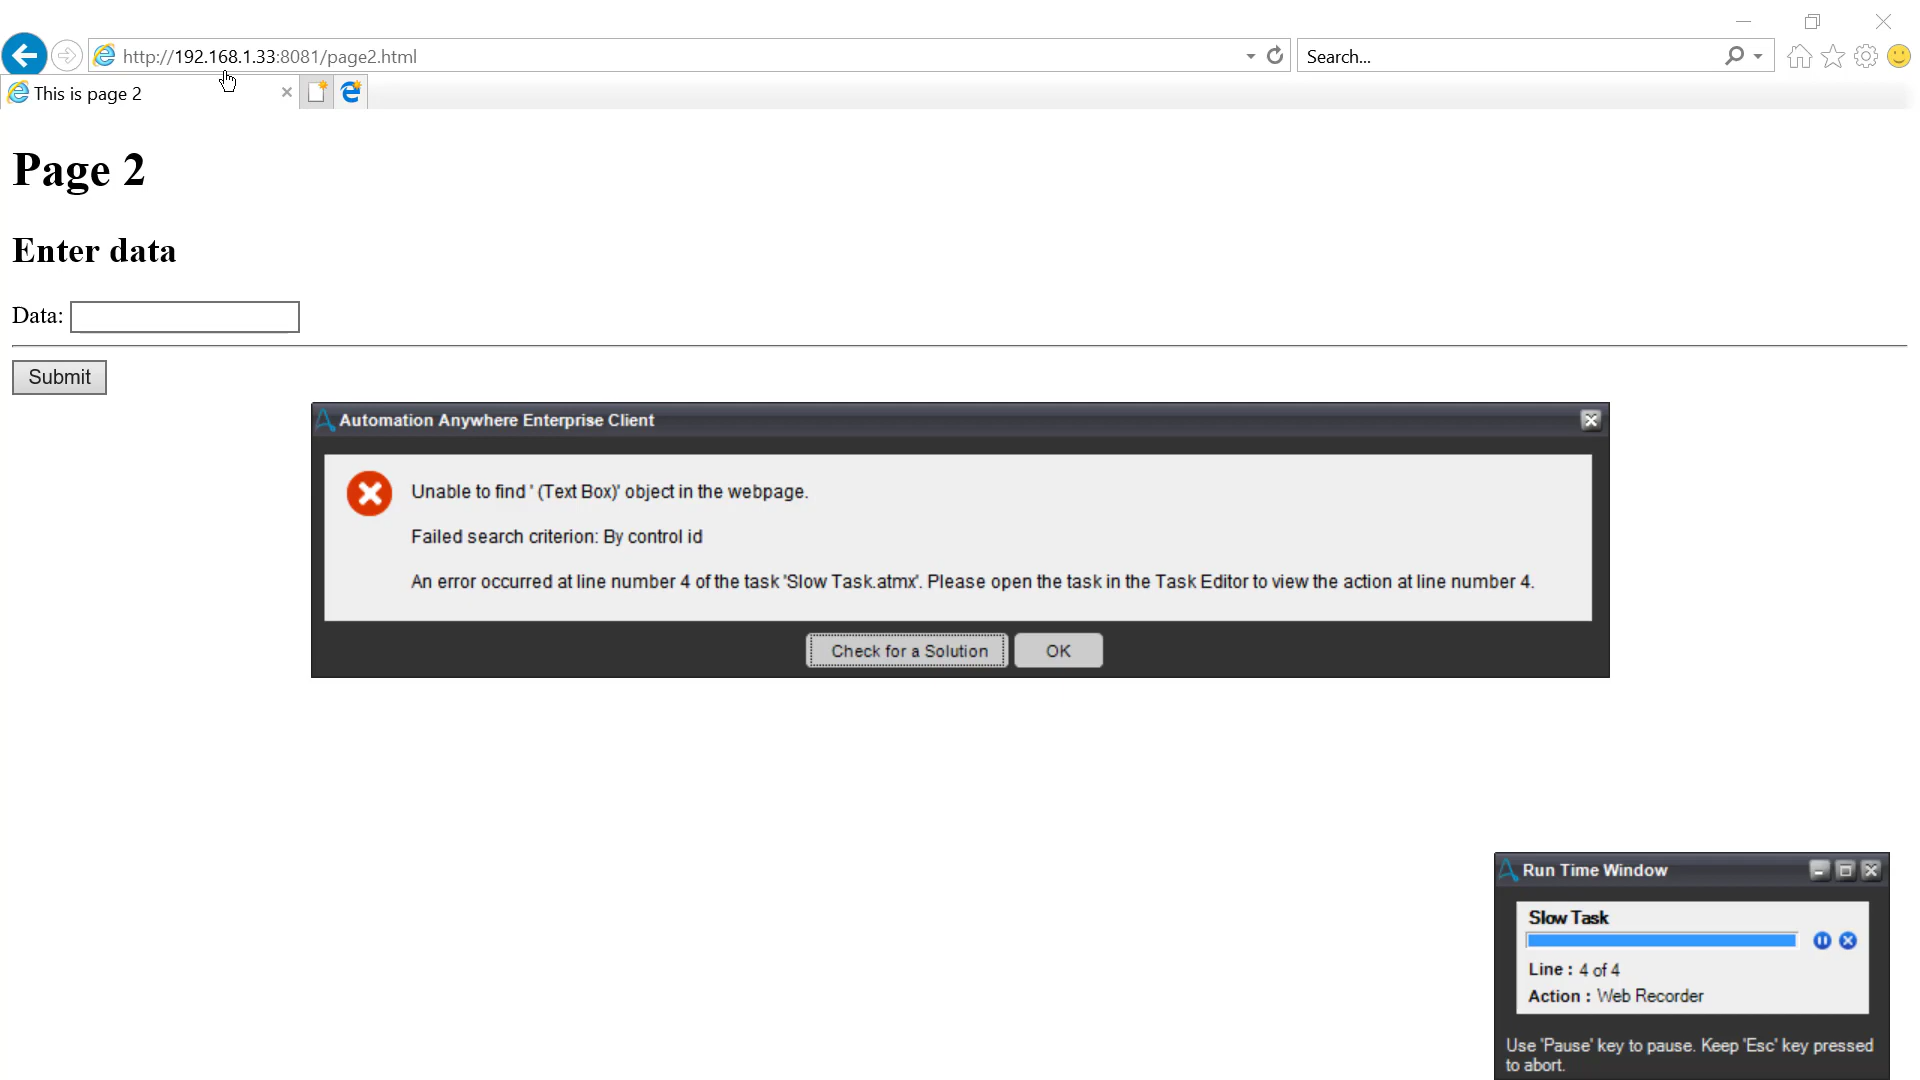 http://192.168.1.33:8081/page2.html
Search...
This is page 2
Page 2
Enter data
Data:
Submit
Automation Anywhere Enterprise Client
Unable to find ' (Text Box)' object in the webpage.
Failed search criterion: By control id
An error occurred at line number 4 of the task 'Slow Task.atmx'. Please open the task in the Task Editor to view the action at line number 4.
Check for a Solution
OK
Run Time Window
Slow Task
Line : 4 of 4
Action : Web Recorder
Use 'Pause' key to pause. Keep 'Esc' key pressed
to abort.